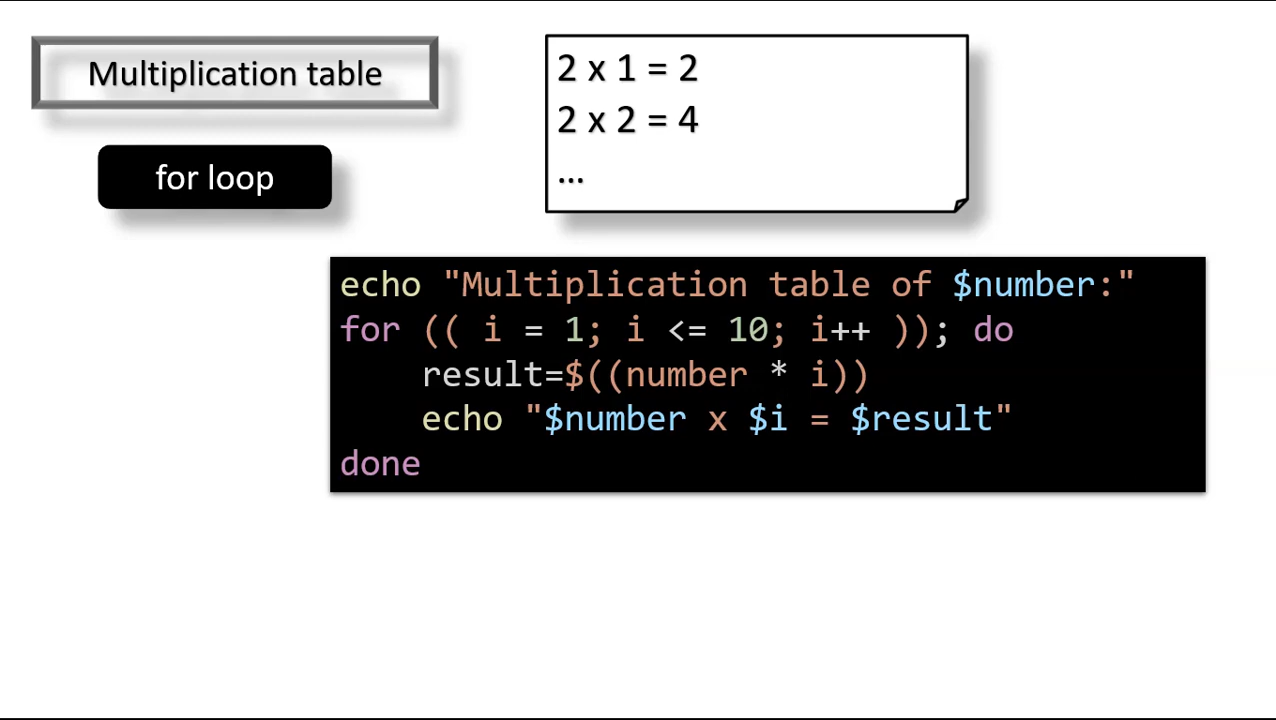 Multiplication table
for loop
2 x 1 = 2
2 x 2 = 4
...
echo "Multiplication table of $number:"
for (( i = 1; i <= 10; i++ )); do
    result=$((number * i))
    echo "$number x $i = $result"
done